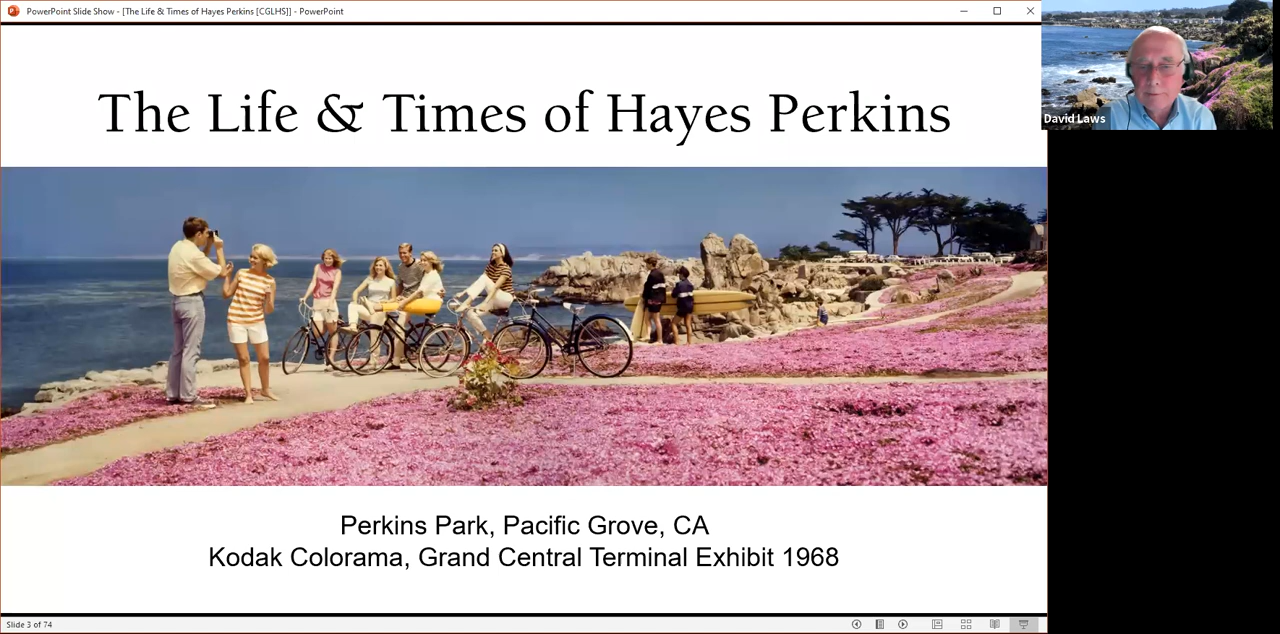 PowerPoint Slide Show - [The Life & Times of Hayes Perkins [CGLHS]] - PowerPoint
David Laws
The Life & Times of Hayes Perkins
Perkins Park, Pacific Grove, CA
Kodak Colorama, Grand Central Terminal Exhibit 1968
Slide 3 of 74